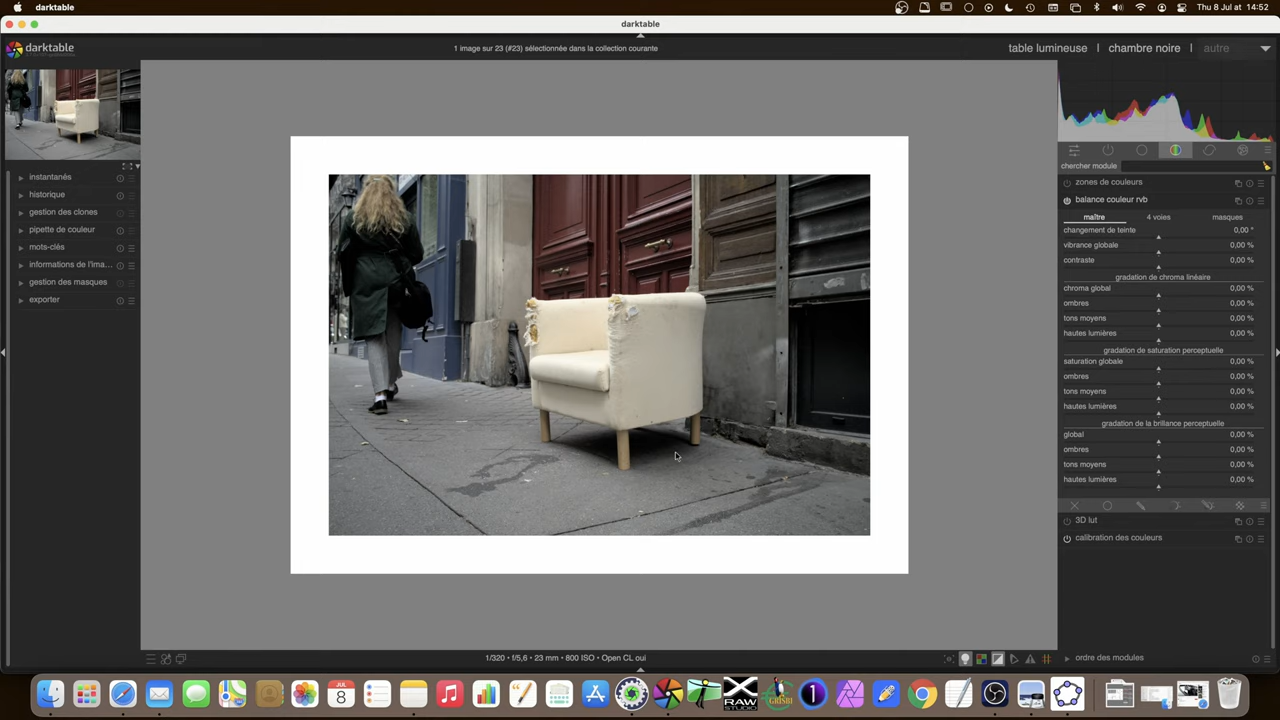 darktable
Thu 8 Jul at 14:52
darktable
darktable
1 image sur 23 (#23) sélectionnée dans la collection courante
table lumineuse | chambre noire | autre
instantanés
historique
gestion des clones
pipette de couleur
mots-clés
informations de l'ima...
gestion des masques
exporter
chercher module
zones de couleurs
balance couleur rvb
maître 4 voies masques
changement de teinte 0,00 °
vibrance globale 0,00 %
contraste 0,00 %
gradation de chroma linéaire
chroma global 0,00 %
ombres 0,00 %
tons moyens 0,00 %
hautes lumières 0,00 %
gradation de saturation perceptuelle
saturation globale 0,00 %
ombres 0,00 %
tons moyens 0,00 %
hautes lumières 0,00 %
gradation de la brillance perceptuelle
global 0,00 %
ombres 0,00 %
tons moyens 0,00 %
hautes lumières 0,00 %
3D lut
calibration des couleurs
1/320 • f/5,6 • 23 mm • 800 ISO • Open CL oui
ordre des modules
JUL
8
X
RAW
STUDIO
1